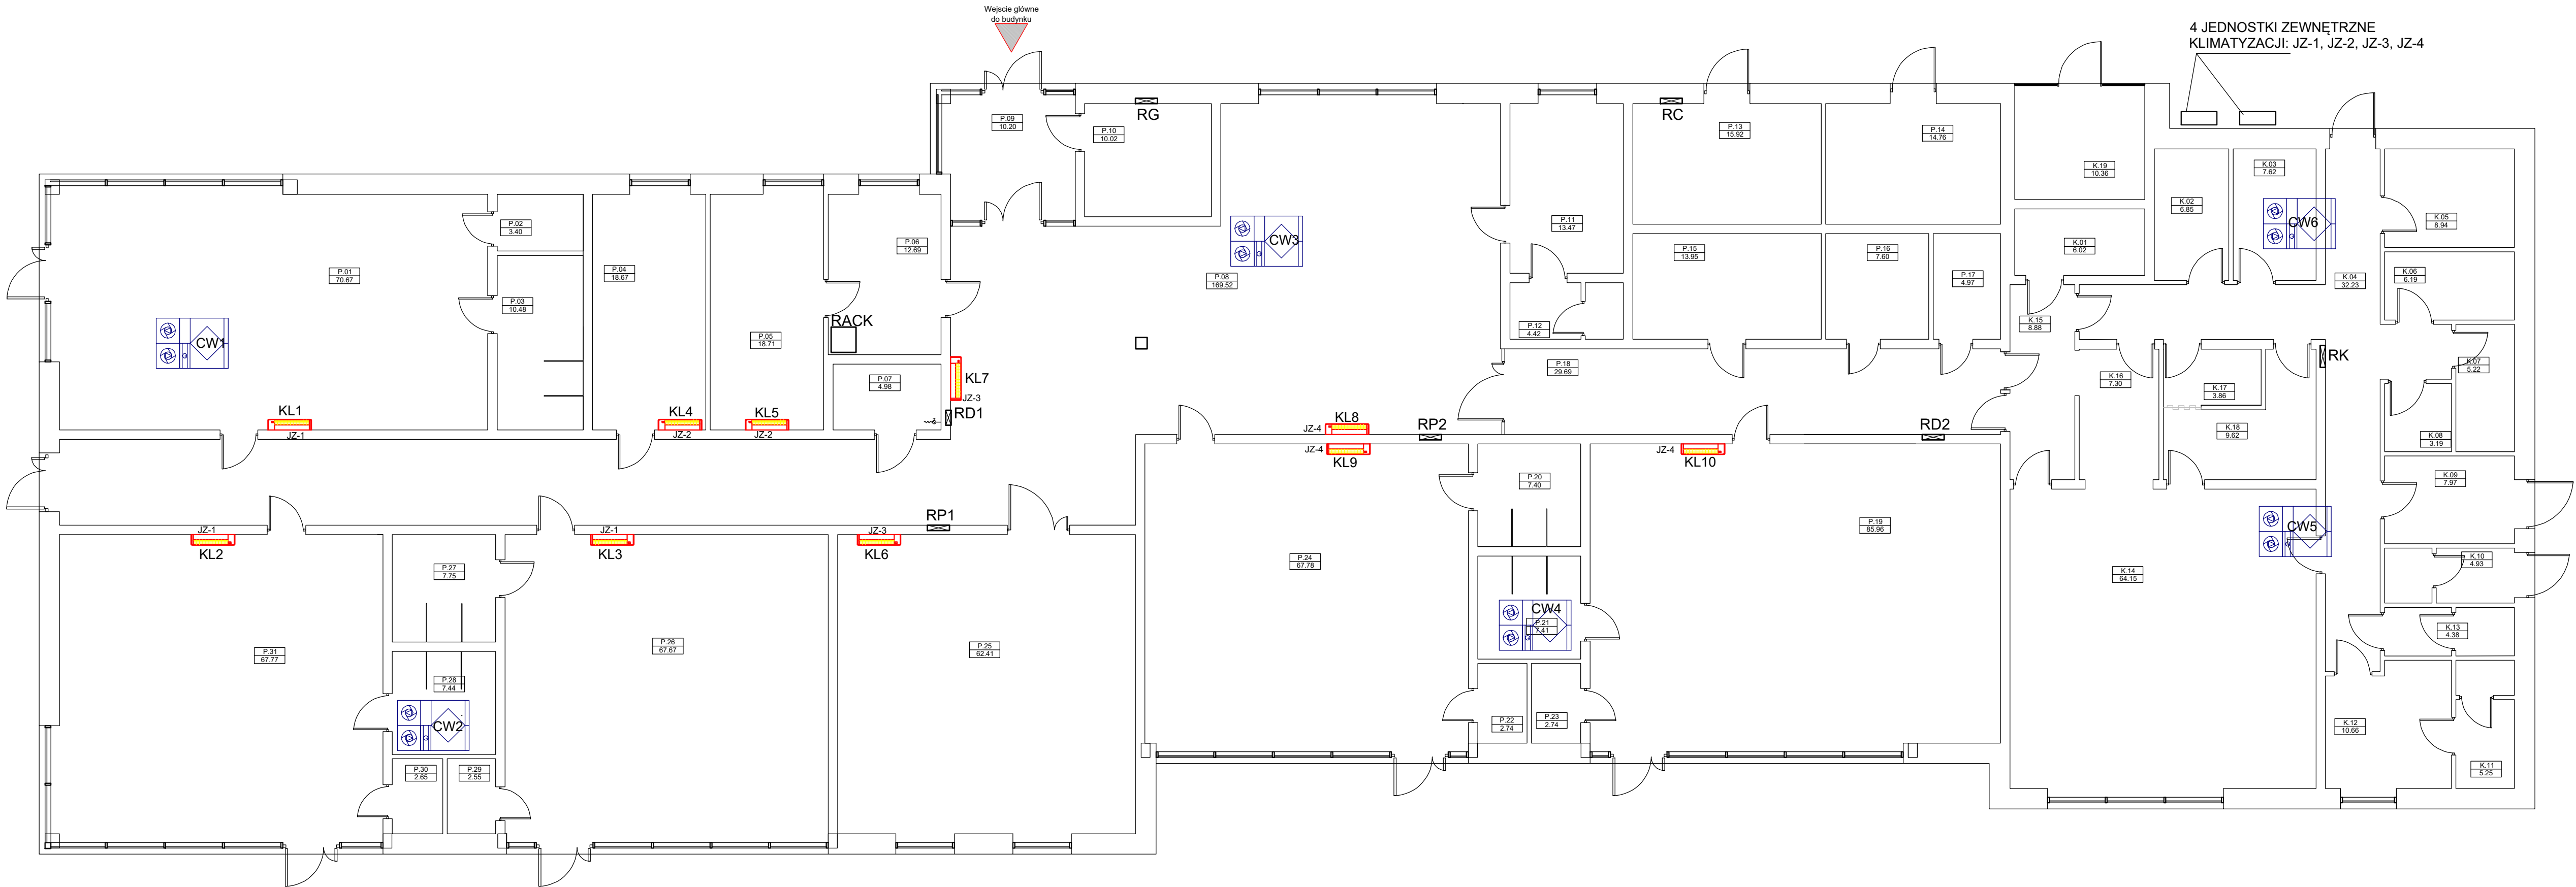 Wejscie główne
do budynku
4 JEDNOSTKI ZEWNĘTRZNE
KLIMATYZACJI: JZ-1, JZ-2, JZ-3, JZ-4
P.09
10.20
P.10
10.02
RG
RC
P.13
15.92
P.14
14.76
K.19
10.36
K.02
6.85
K.03
7.62
CW6
K.05
8.94
P.02
3.40
P.01
70.67
P.03
10.48
CW1
P.04
18.67
P.05
18.71
P.06
12.69
RACK
P.07
4.98
KL7
JZ-3
RD1
CW3
P.08
169.52
P.11
13.47
P.12
4.42
P.15
13.95
P.16
7.60
P.17
4.97
P.18
29.69
K.01
6.02
K.04
32.23
K.06
6.19
K.15
8.88
K.16
7.30
K.17
3.86
K.18
9.62
RK
K.07
5.22
K.08
3.19
K.09
7.97
K.10
4.93
K.13
4.38
KL1
JZ-1
KL4
JZ-2
KL5
JZ-2
KL8
JZ-4
RP2
RD2
JZ-4
KL9
JZ-4
KL10
JZ-1
KL2
JZ-1
KL3
JZ-3
KL6
RP1
P.20
7.40
P.19
85.96
CW5
K.14
64.15
P.27
7.75
P.31
67.77
P.26
67.67
P.25
62.41
P.24
67.78
CW4
P.21
7.41
P.28
7.44
CW2
P.22
2.74
P.23
2.74
K.12
10.66
K.11
5.25
P.30
2.65
P.29
2.55